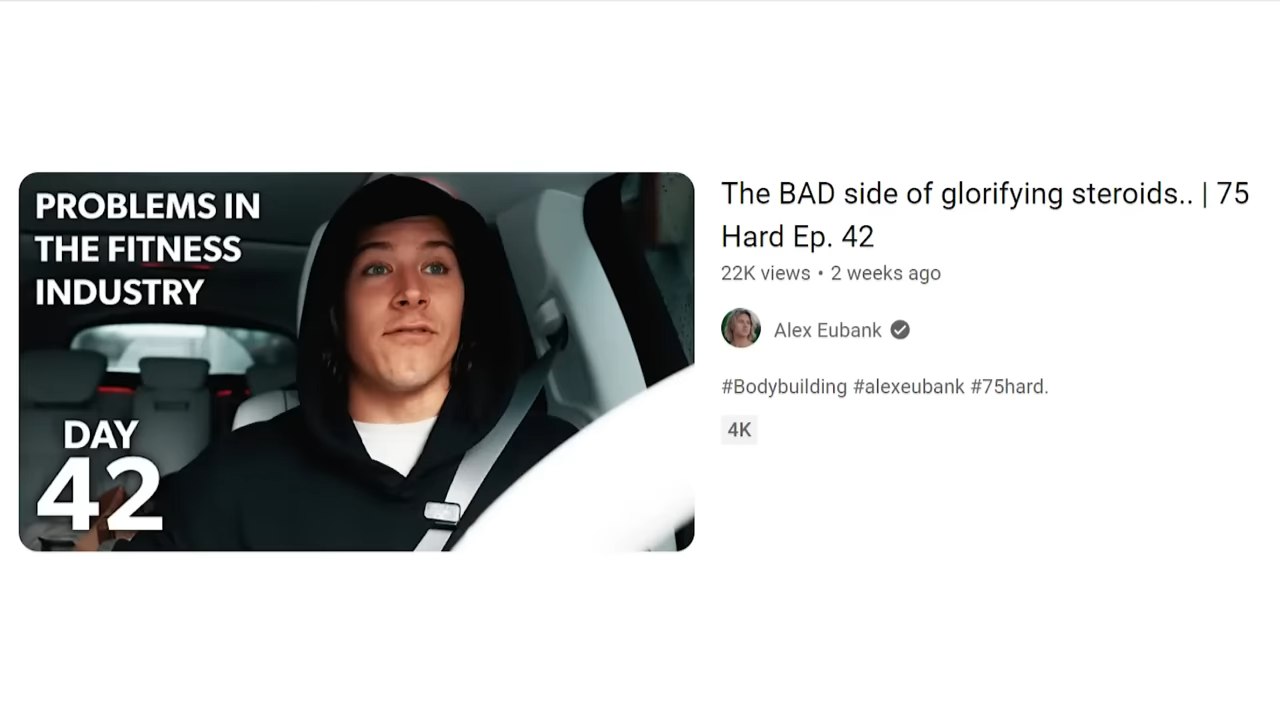 PROBLEMS IN
THE FITNESS
INDUSTRY
DAY
42
The BAD side of glorifying steroids.. | 75
Hard Ep. 42
22K views • 2 weeks ago
Alex Eubank
#Bodybuilding #alexeubank #75hard.
4K